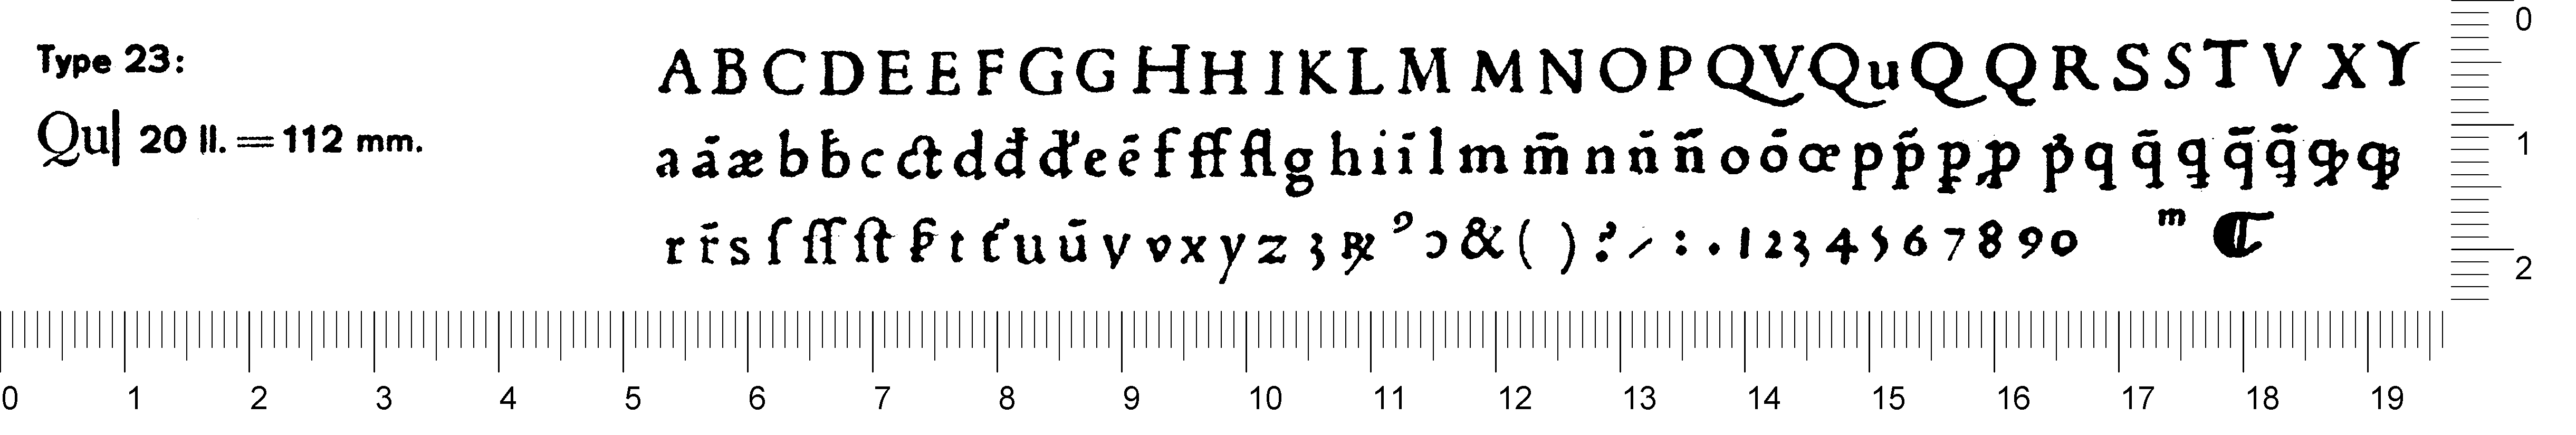 Type 23:
Qu| 20 ll. = 112 mm.
A B C D E E F G G H H I K L M M N O P QV Qu Q Q R S S T V X Y
a ā æ b ƀ c ct d đ d' e ē f ff fl g h i ī l m m̄ n n̄ n̄̃ o ō œ p p̄ ꝑ ꝓ ṗ q q̄ ꝗ ꝗ̄ ꝗ̄ ꝙ ꝙ
r r̄ s ſ ſſ ſt t t' u ū v v x y z ꝫ ꝶ ꝰ ɔ & ( ) ? / : . 1 2 3 4 5 6 7 8 9 0 m ℂ
0 1 2
0 1 2 3 4 5 6 7 8 9 10 11 12 13 14 15 16 17 18 19